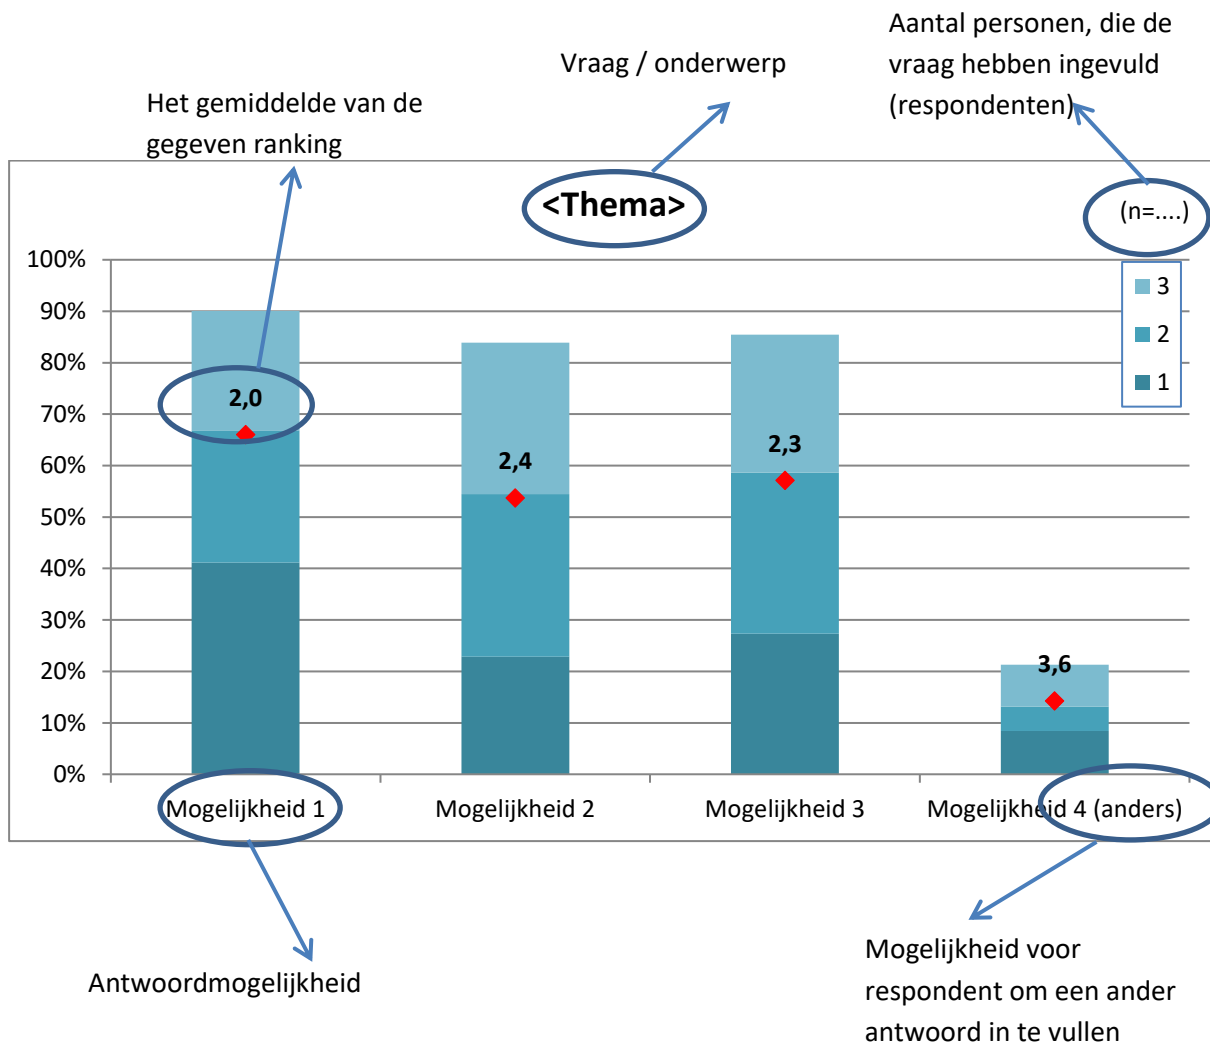 Aantal personen, die de
vraag hebben ingevuld
(respondenten)
Vraag / onderwerp
Het gemiddelde van de
gegeven ranking
<Thema>
(n=....)
100%
90%
80%
70%
60%
50%
40%
30%
20%
10%
0%
3
2
1
2,0
2,4
2,3
3,6
Mogelijkheid 1
Mogelijkheid 2
Mogelijkheid 3
Mogelijkheid 4 (anders)
Antwoordmogelijkheid
Mogelijkheid voor
respondent om een ander
antwoord in te vullen